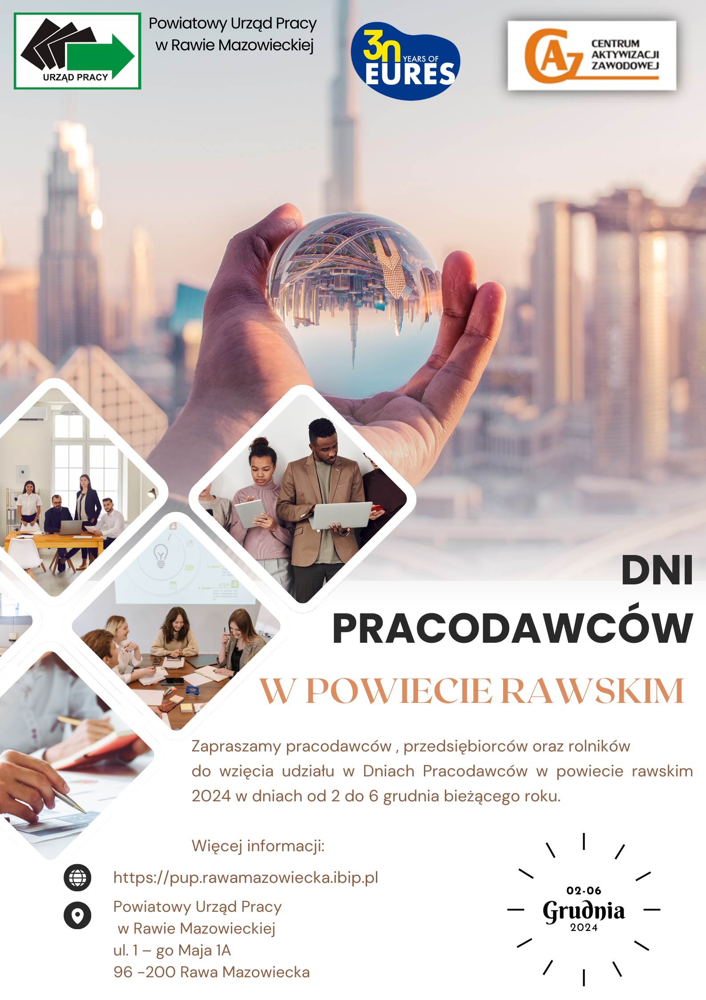 URZĄD PRACY
Powiatowy Urząd Pracy
w Rawie Mazowieckiej
30
YEARS OF
EURES
CAZ
CENTRUM
AKTYWIZACJI
ZAWODOWEJ
STEP 4
DNI
PRACODAWCÓW
W POWIECIE RAWSKIM
Zapraszamy pracodawców , przedsiębiorców oraz rolników
do wzięcia udziału w Dniach Pracodawców w powiecie rawskim
2024 w dniach od 2 do 6 grudnia bieżącego roku.
Więcej informacji:
https://pup.rawamazowiecka.ibip.pl
Powiatowy Urząd Pracy
w Rawie Mazowieckiej
ul. 1 – go Maja 1A
96 -200 Rawa Mazowiecka
02-06
Grudnia
2024